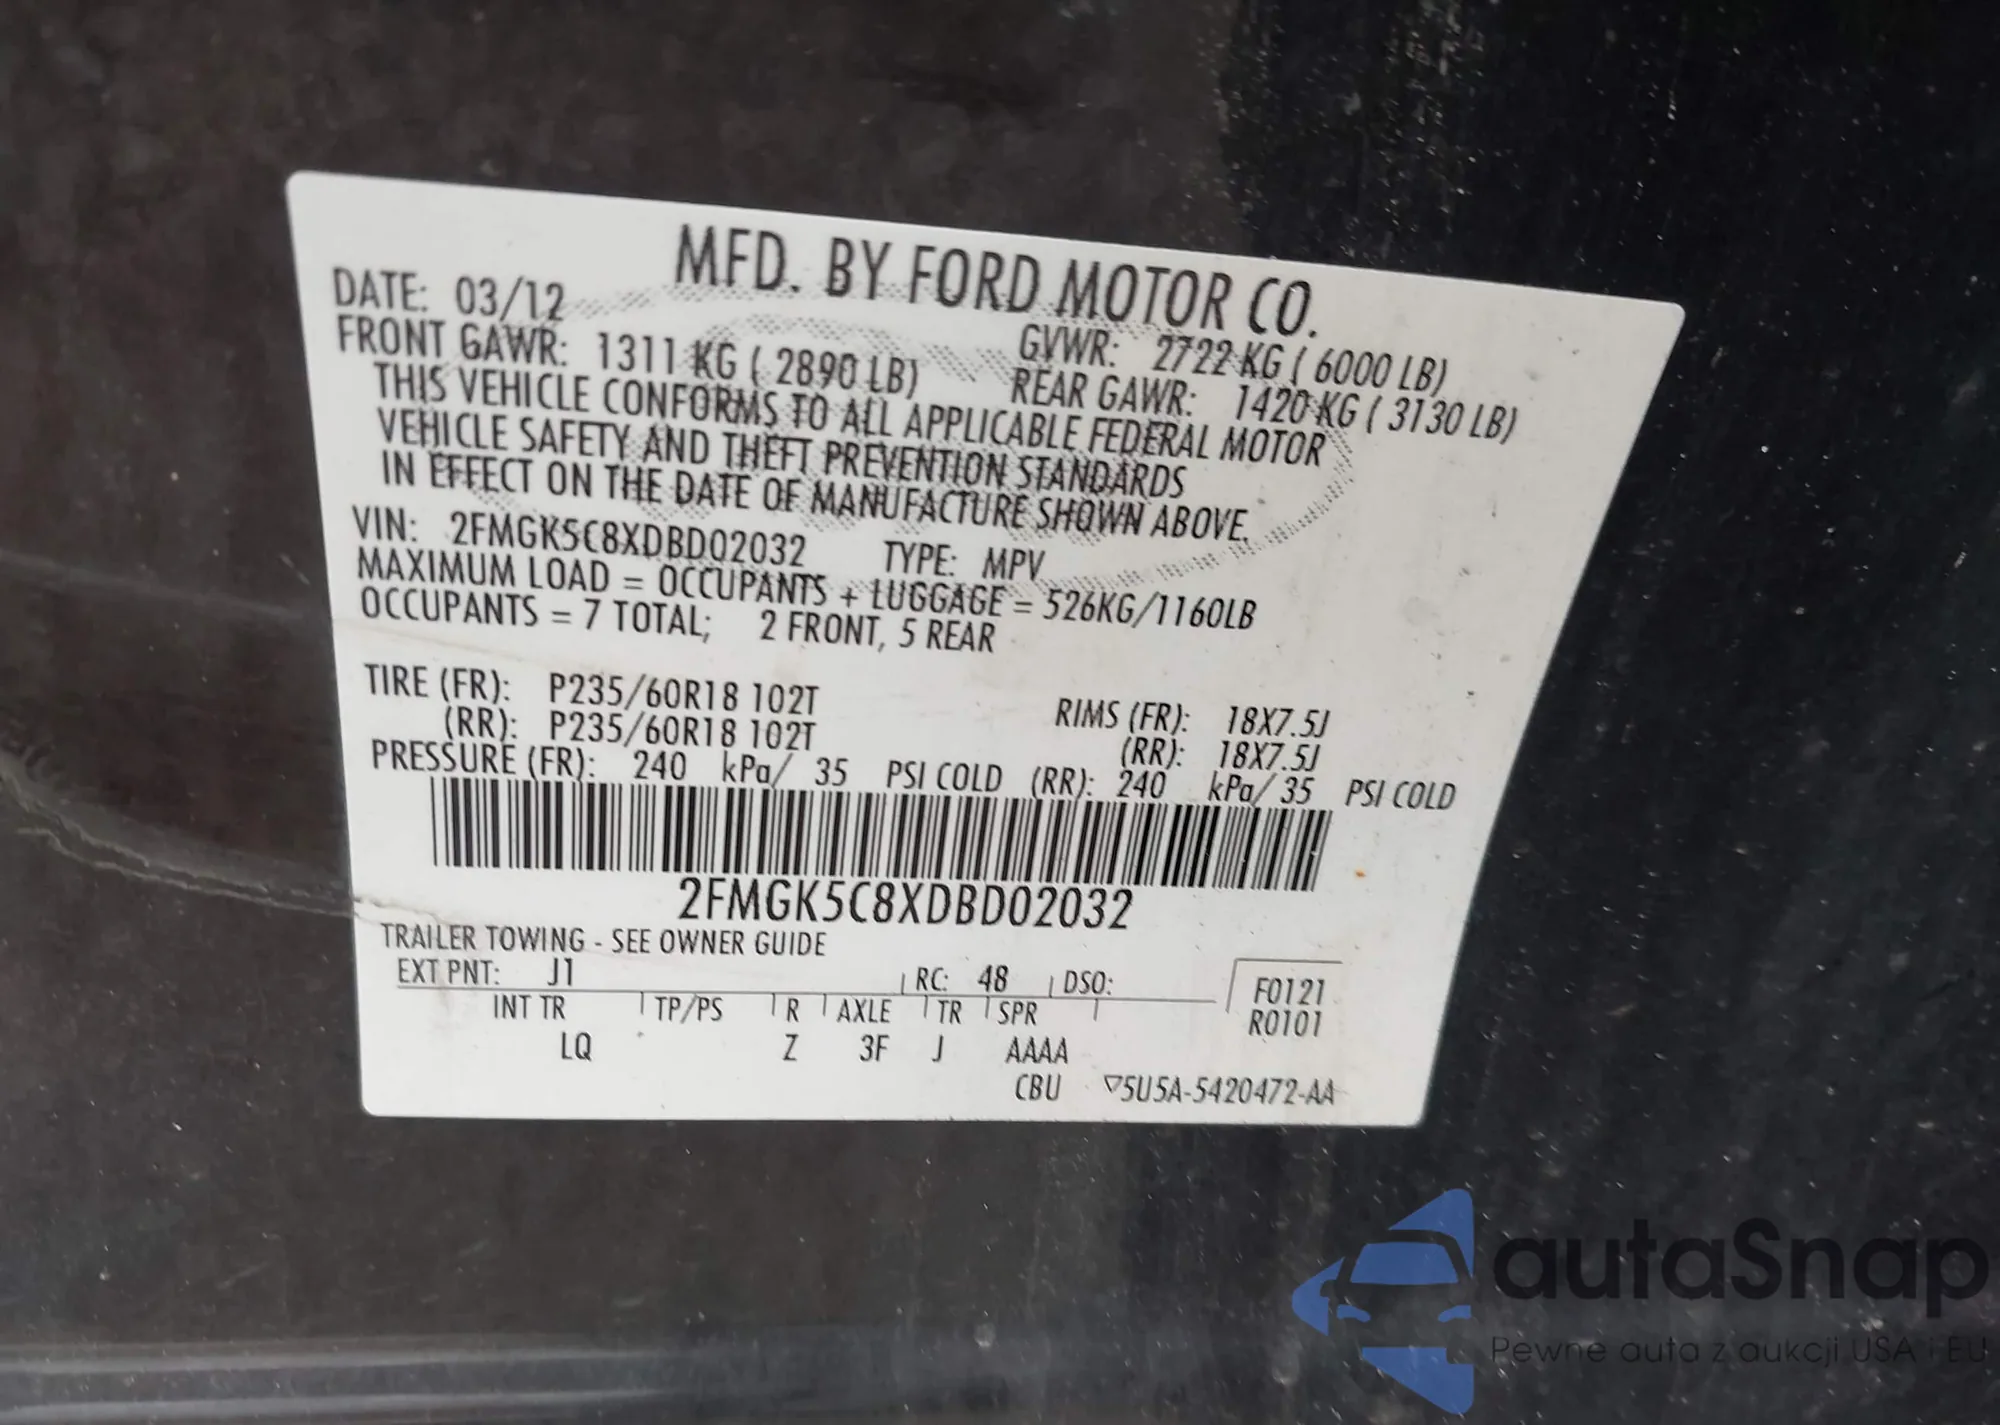 MFD. BY FORD MOTOR CO.
DATE: 03/12 GVWR: 2722 KG ( 6000 LB)
FRONT GAWR: 1311 KG ( 2890 LB) REAR GAWR: 1420 KG ( 3130 LB)
THIS VEHICLE CONFORMS TO ALL APPLICABLE FEDERAL MOTOR
VEHICLE SAFETY AND THEFT PREVENTION STANDARDS
IN EFFECT ON THE DATE OF MANUFACTURE SHOWN ABOVE.
VIN: 2FMGK5C8XDBD02032 TYPE: MPV
MAXIMUM LOAD = OCCUPANTS + LUGGAGE = 526KG/1160LB
OCCUPANTS = 7 TOTAL; 2 FRONT, 5 REAR
TIRE (FR): P235/60R18 102T RIMS (FR): 18X7.5J
(RR): P235/60R18 102T (RR): 18X7.5J
PRESSURE (FR): 240 kPa/ 35 PSI COLD (RR): 240 kPa/ 35 PSI COLD
2FMGK5C8XDBD02032
TRAILER TOWING - SEE OWNER GUIDE
EXT PNT: J1 RC: 48 DSO: F0121
INT TR TP/PS R AXLE TR SPR R0101
LQ Z 3F J AAAA
CBU ▽5U5A-5420472-AA
autaSnap
Pewne auta z aukcji USA i EU